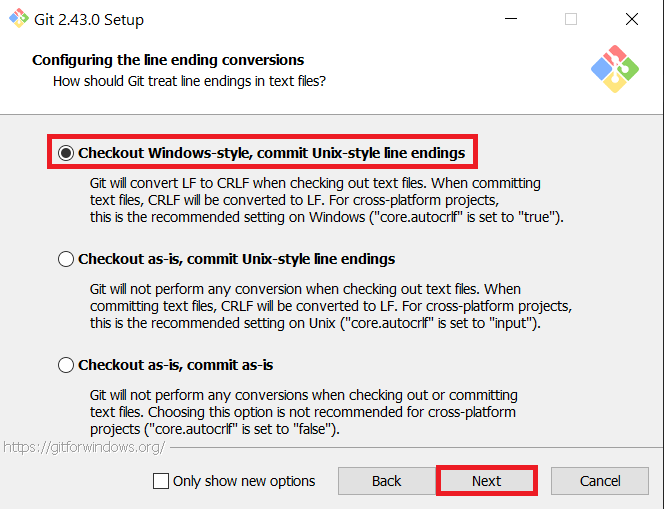 Git 2.43.0 Setup
Configuring the line ending conversions
How should Git treat line endings in text files?
Checkout Windows-style, commit Unix-style line endings
Git will convert LF to CRLF when checking out text files. When committing
text files, CRLF will be converted to LF. For cross-platform projects,
this is the recommended setting on Windows ("core.autocrlf" is set to "true").
Checkout as-is, commit Unix-style line endings
Git will not perform any conversion when checking out text files. When
committing text files, CRLF will be converted to LF. For cross-platform projects,
this is the recommended setting on Unix ("core.autocrlf" is set to "input").
Checkout as-is, commit as-is
Git will not perform any conversions when checking out or committing
text files. Choosing this option is not recommended for cross-platform
projects ("core.autocrlf" is set to "false").
https://gitforwindows.org/
Only show new options
Back
Next
Cancel